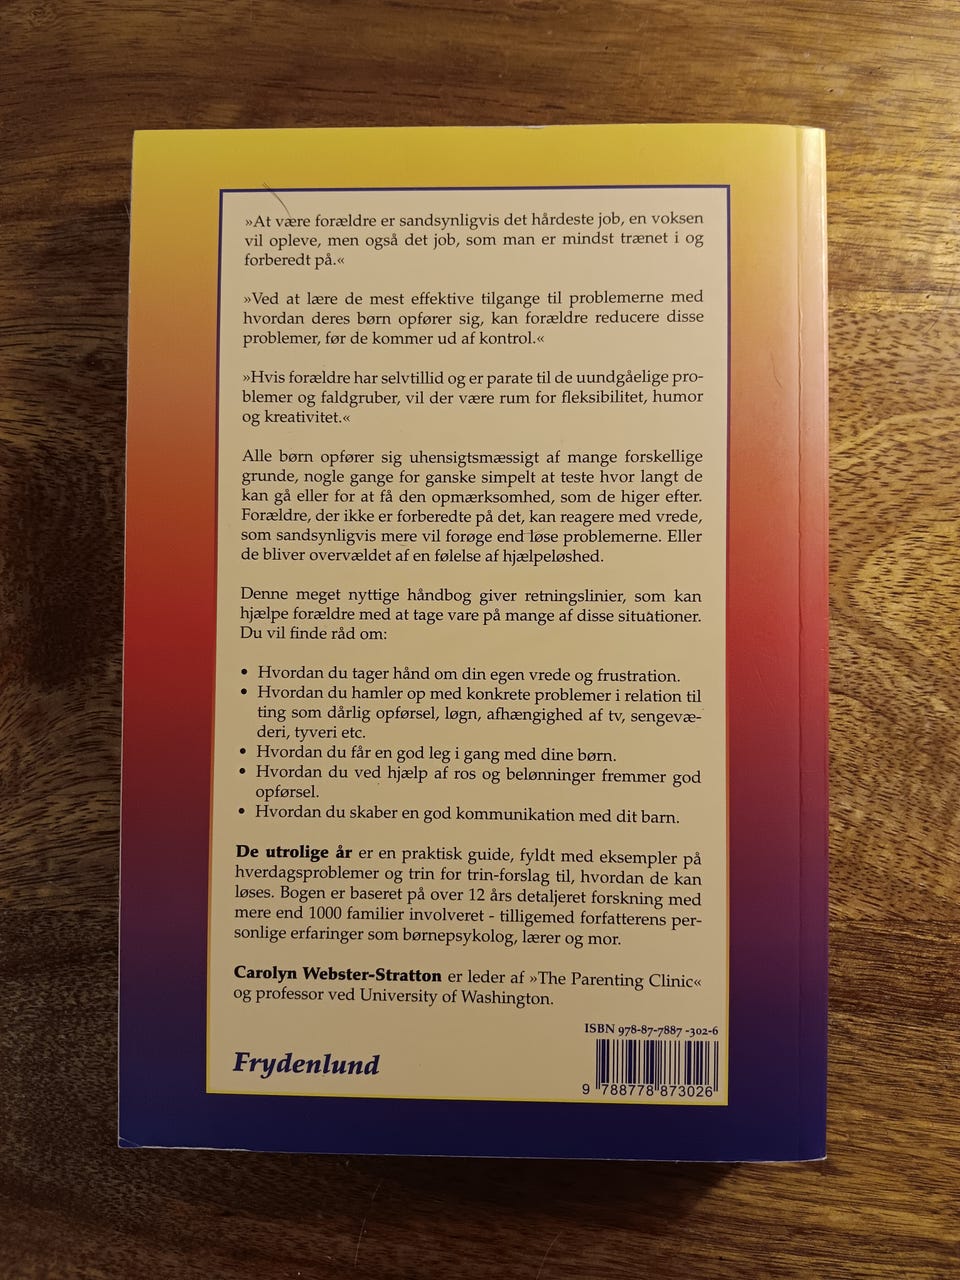 »At være forældre er sandsynligvis det hårdeste job, en voksen
vil opleve, men også det job, som man er mindst trænet i og
forberedt på.«
»Ved at lære de mest effektive tilgange til problemerne med
hvordan deres børn opfører sig, kan forældre reducere disse
problemer, før de kommer ud af kontrol.«
»Hvis forældre har selvtillid og er parate til de uundgåelige pro-
blemer og faldgruber, vil der være rum for fleksibilitet, humor
og kreativitet.«
Alle børn opfører sig uhensigtsmæssigt af mange forskellige
grunde, nogle gange for ganske simpelt at teste hvor langt de
kan gå eller for at få den opmærksomhed, som de higer efter.
Forældre, der ikke er forberedte på det, kan reagere med vrede,
som sandsynligvis mere vil forøge end løse problemerne. Eller
de bliver overvældet af en følelse af hjælpeløshed.
Denne meget nyttige håndbog giver retningslinier, som kan
hjælpe forældre med at tage vare på mange af disse situationer.
Du vil finde råd om:
• Hvordan du tager hånd om din egen vrede og frustration.
• Hvordan du hamler op med konkrete problemer i relation til
ting som dårlig opførsel, løgn, afhængighed af tv, sengevæ-
deri, tyveri etc.
• Hvordan du får en god leg i gang med dine børn.
• Hvordan du ved hjælp af ros og belønninger fremmer god
opførsel.
• Hvordan du skaber en god kommunikation med dit barn.
De utrolige år er en praktisk guide, fyldt med eksempler på
hverdagsproblemer og trin for trin-forslag til, hvordan de kan
løses. Bogen er baseret på over 12 års detaljeret forskning med
mere end 1000 familier involveret - tilligemed forfatterens per-
sonlige erfaringer som børnepsykolog, lærer og mor.
Carolyn Webster-Stratton er leder af »The Parenting Clinic«
og professor ved University of Washington.
ISBN 978-87-7887 -302-6
Frydenlund
9 788778 873026